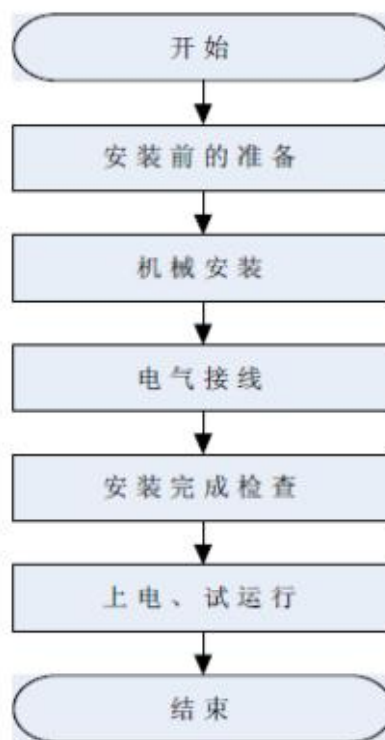 开始
安装前的准备
机械安装
电气接线
安装完成检查
上电、试运行
结束